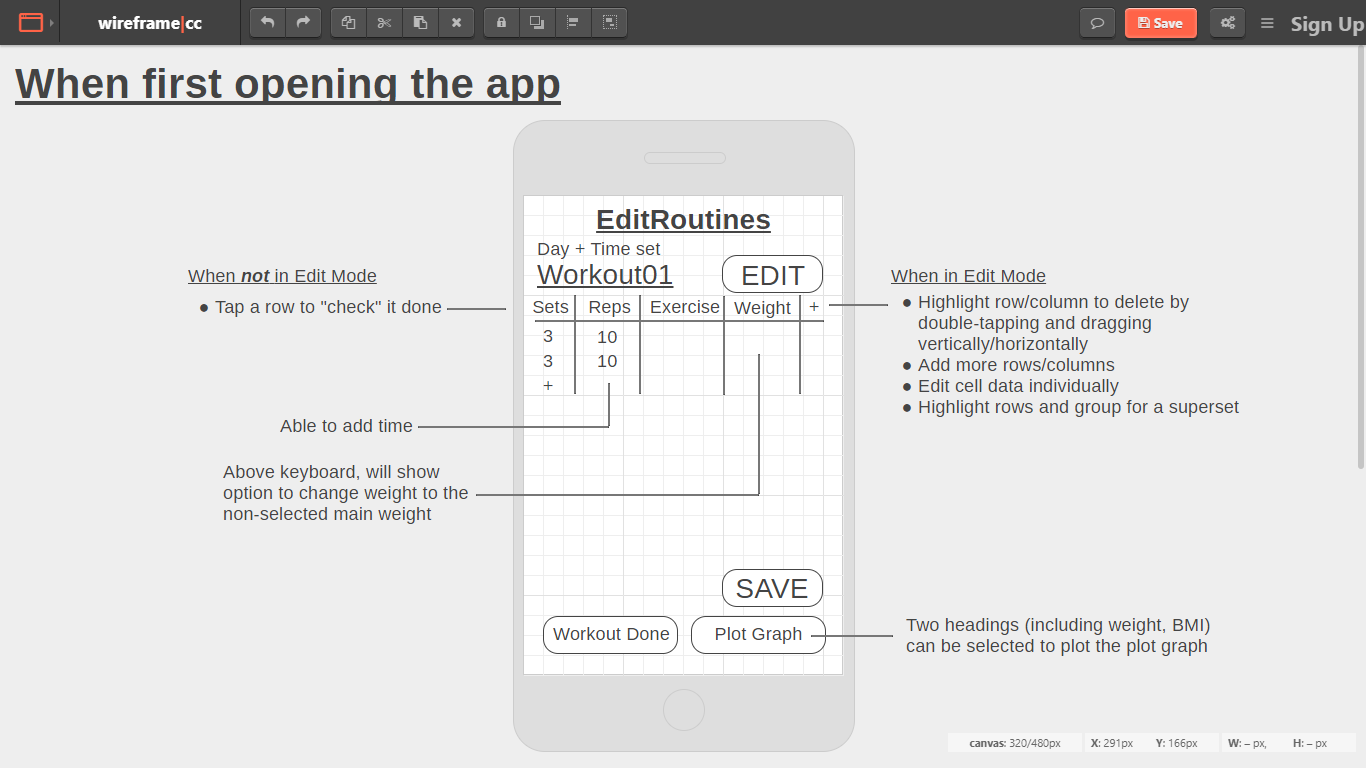 wireframe|cc
Save
Sign Up
When first opening the app
EditRoutines
Day + Time set
Workout01
EDIT
Sets Reps Exercise Weight +
3 10
3 10
+
When not in Edit Mode
● Tap a row to "check" it done
Able to add time
Above keyboard, will show
option to change weight to the
non-selected main weight
When in Edit Mode
● Highlight row/column to delete by
double-tapping and dragging
vertically/horizontally
● Add more rows/columns
● Edit cell data individually
● Highlight rows and group for a superset
SAVE
Workout Done Plot Graph
Two headings (including weight, BMI)
can be selected to plot the plot graph
canvas: 320/480px X: 291px Y: 166px W: – px, H: – px